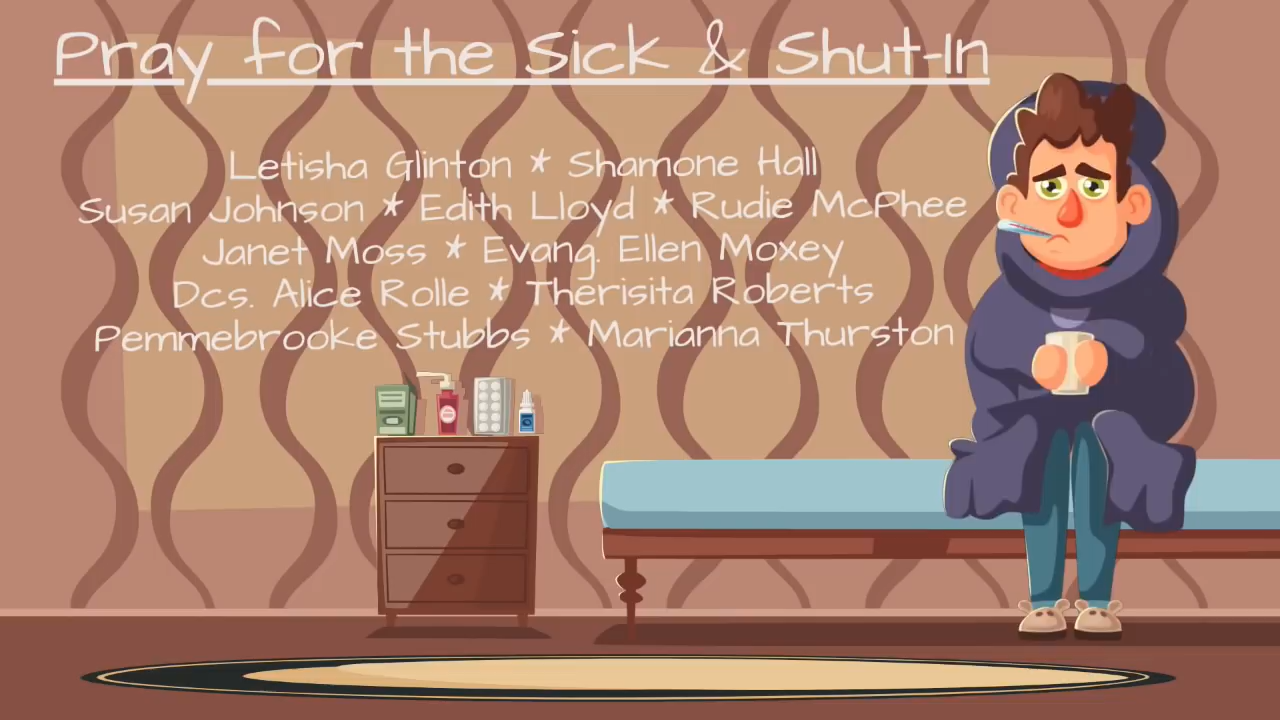 Pray for the Sick & Shut-In
Letisha Glinton * Shamone Hall
Susan Johnson * Edith Lloyd * Rudie McPhee
Janet Moss * Evang. Ellen Moxey
Dcs. Alice Rolle * Therisita Roberts
Pemmebrooke Stubbs * Marianna Thurston